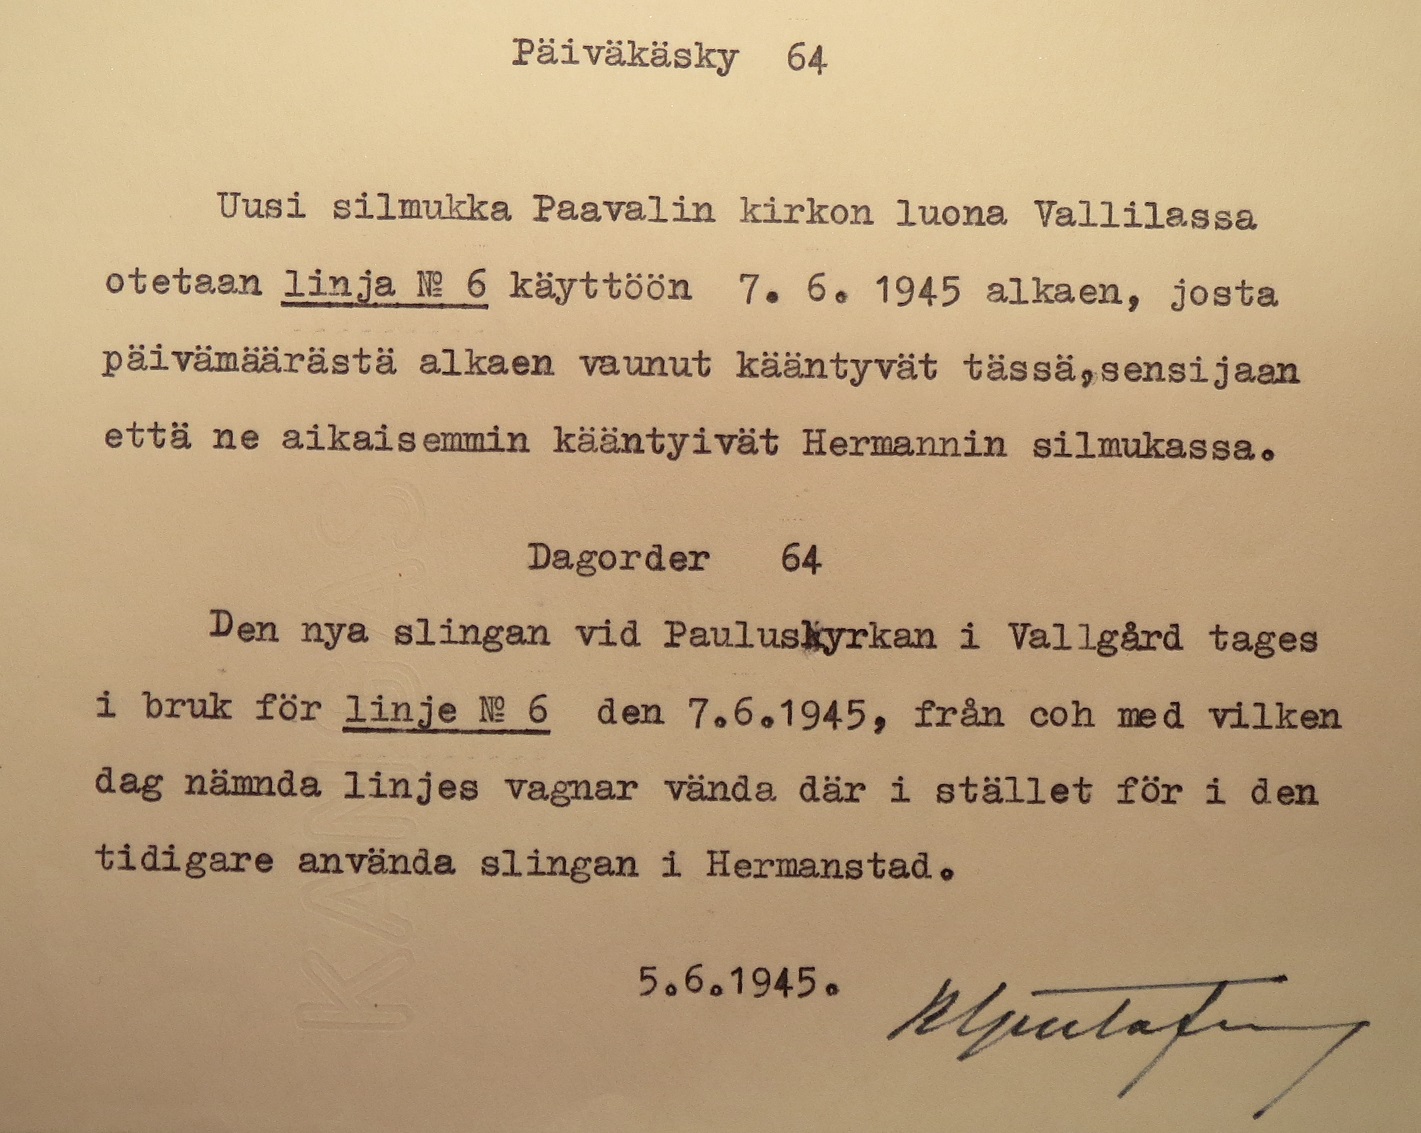 Päiväkäsky 64
Uusi silmukka Paavalin kirkon luona Vallilassa
otetaan linja № 6 käyttöön 7. 6. 1945 alkaen, josta
päivämäärästä alkaen vaunut kääntyvät tässä,sensijaan
että ne aikaisemmin kääntyivät Hermannin silmukassa.
Dagorder 64
Den nya slingan vid Pauluskyrkan i Vallgård tages
i bruk för linje № 6 den 7.6.1945, från coh med vilken
dag nämnda linjes vagnar vända där i stället för i den
tidigare använda slingan i Hermanstad.
5.6.1945.